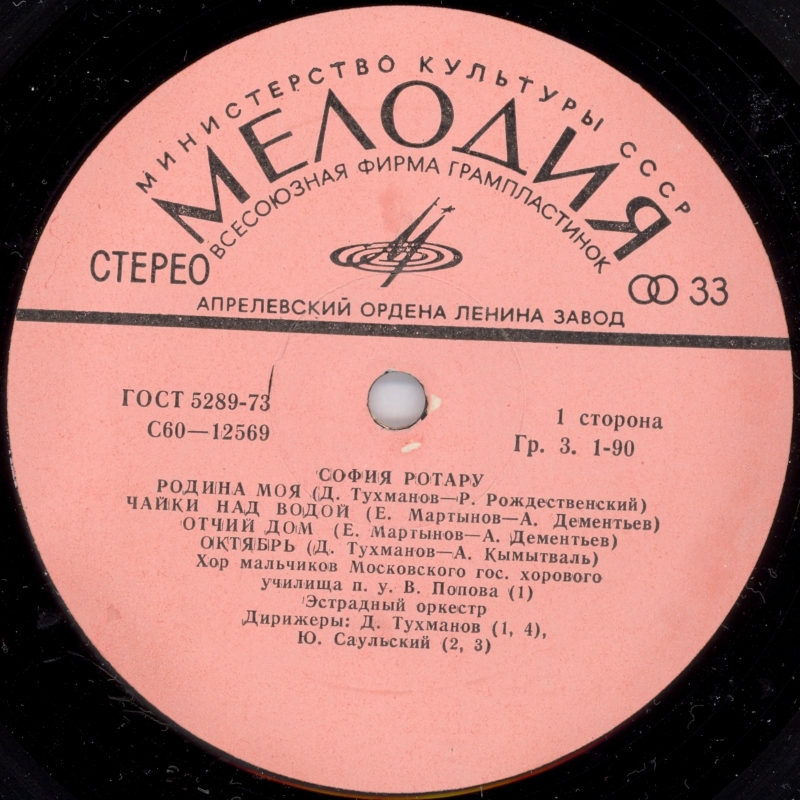 МИНИСТЕРСТВО КУЛЬТУРЫ СССР
МЕЛОДИЯ
ВСЕСОЮЗНАЯ ФИРМА ГРАМПЛАСТИНОК
СТЕРЕО
33
АПРЕЛЕВСКИЙ ОРДЕНА ЛЕНИНА ЗАВОД
ГОСТ 5289-73
С60—12569
1 сторона
Гр. 3. 1-90
СОФИЯ РОТАРУ
РОДИНА МОЯ (Д. Тухманов—Р. Рождественский)
ЧАЙКИ НАД ВОДОЙ (Е. Мартынов—А. Дементьев)
ОТЧИЙ ДОМ (Е. Мартынов—А. Дементьев)
ОКТЯБРЬ (Д. Тухманов—А. Кымытваль)
Хор мальчиков Московского гос. хорового
училища п. у. В. Попова (1)
Эстрадный оркестр
Дирижеры: Д. Тухманов (1, 4),
Ю. Саульский (2, 3)